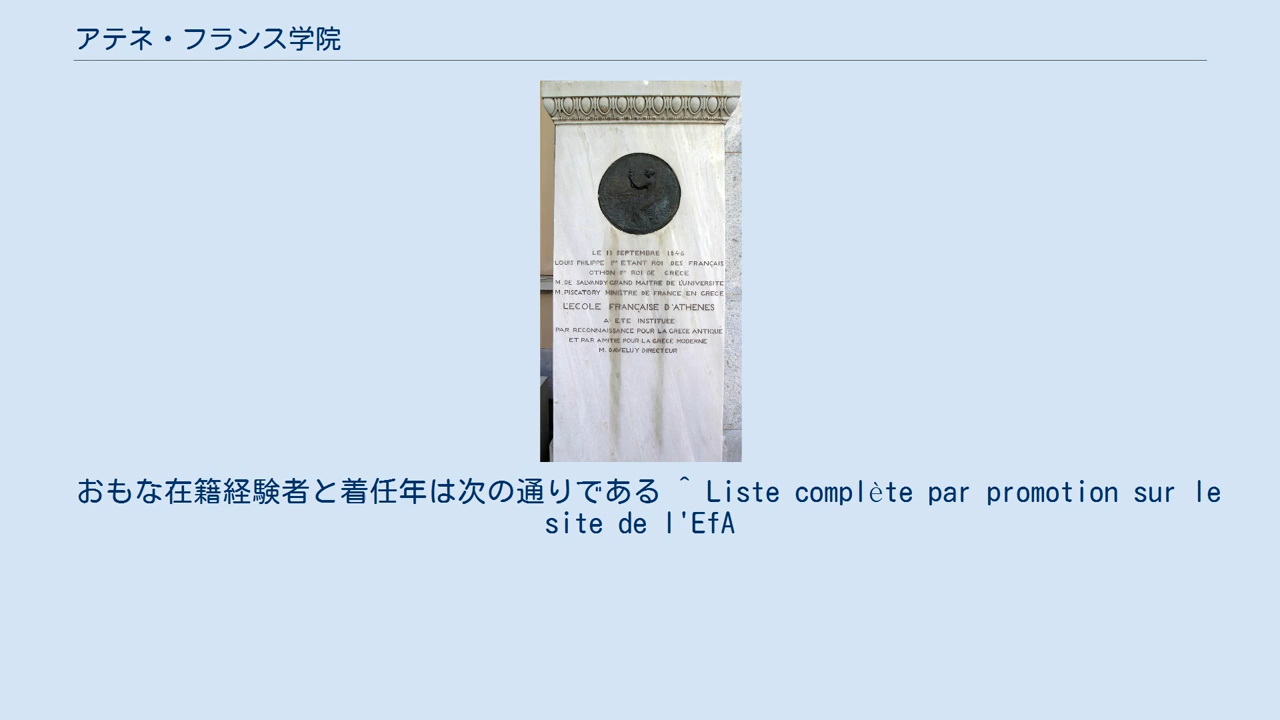 アテネ・フランス学院
LE 11 SEPTEMBRE 1846
LOUIS PHILIPPE Iᵉʳ ETANT ROI DES FRANÇAIS
OTHON Iᵉʳ ROI DE GRECE
M. DE SALVANDY GRAND MAITRE DE L'UNIVERSITE
M. PISCATORY MINISTRE DE FRANCE EN GRECE
L'ECOLE FRANÇAISE D'ATHENES
A ETE INSTITUEE
PAR RECONNAISSANCE POUR LA GRECE ANTIQUE
ET PAR AMITIE POUR LA GRECE MODERNE
M. DAVELUY DIRECTEUR
おもな在籍経験者と着任年は次の通りである ^ Liste complète par promotion sur le
site de l'EfA